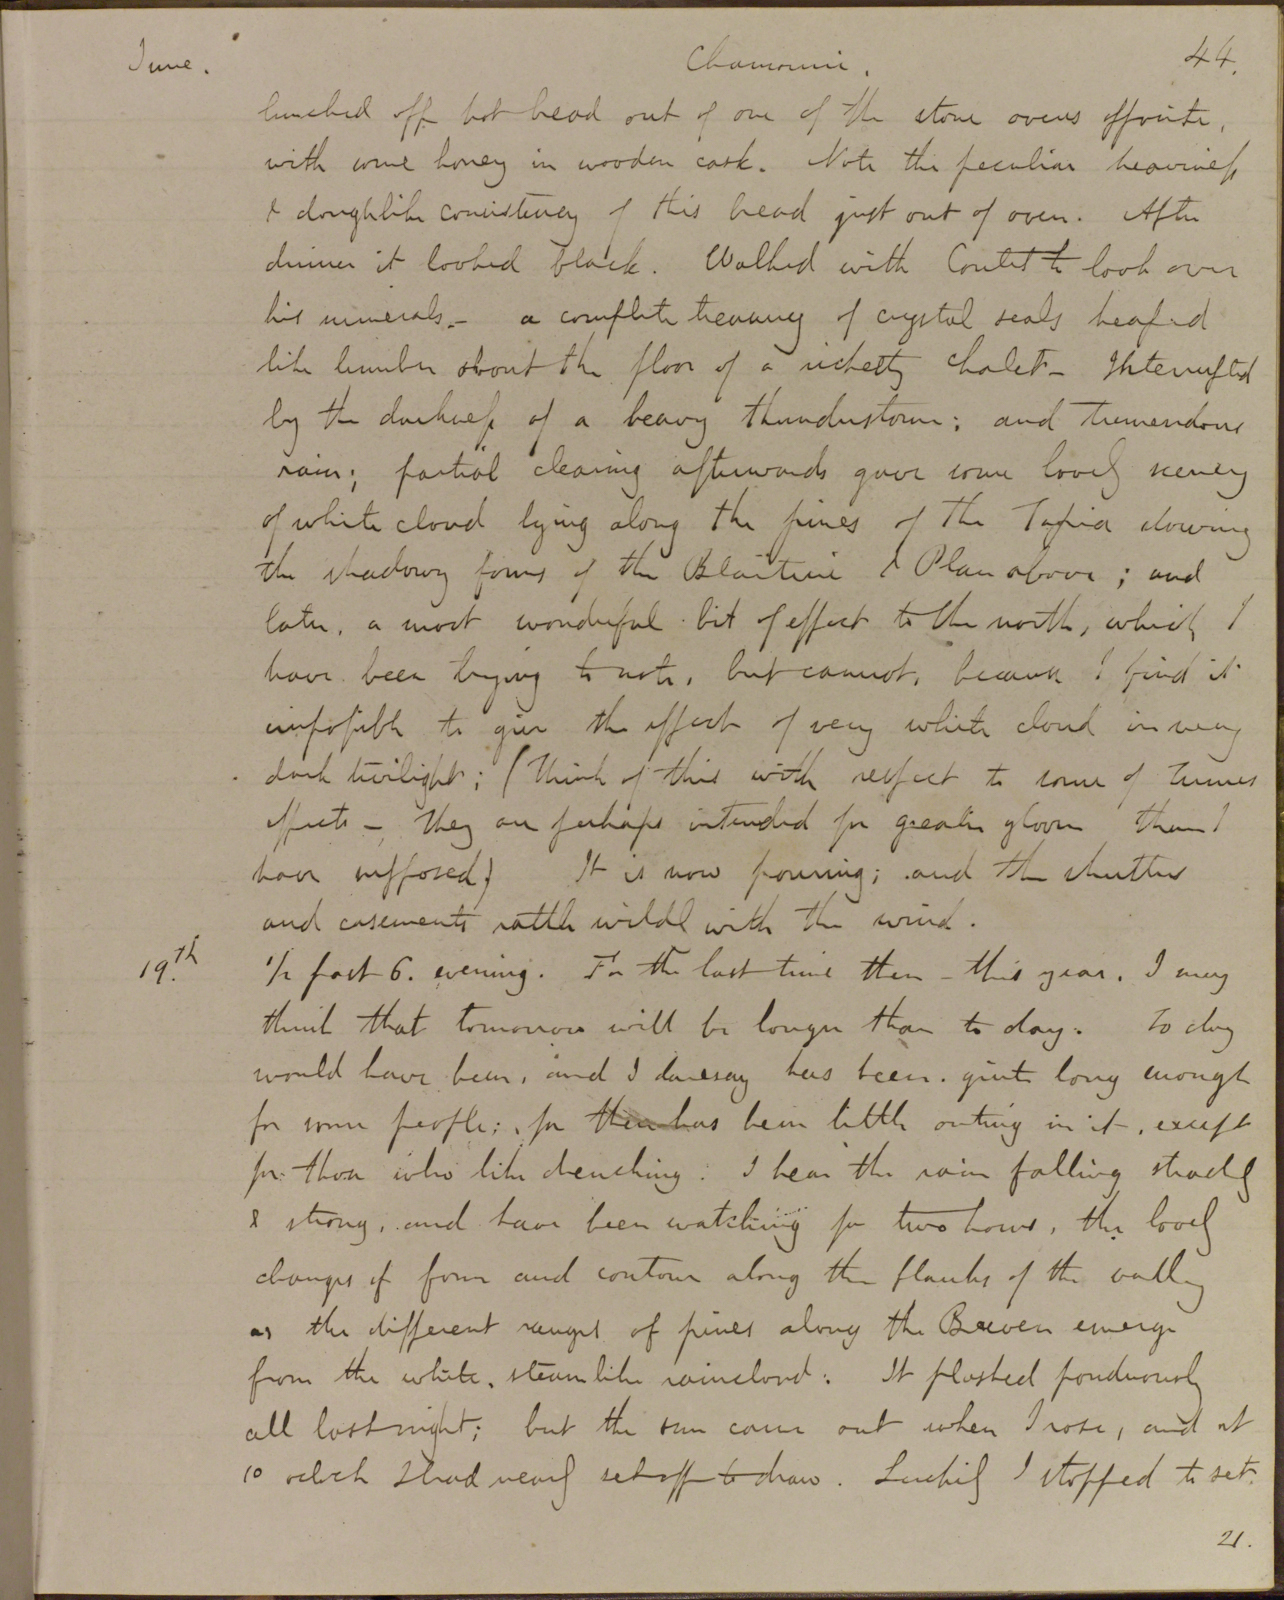 June. Chamouni. 44.
lunched off hot bread out of one of the stone ovens opposite,
with some honey in wooden cask. Note the peculiar heaviness
& doughlike consistency of this bread just out of oven. After
dinner it looked black. Walked with Coutet to look over
his minerals. - a complete treasury of crystal seals heaped
like lumber about the floor of a ricketty chalet - Interrupted
by the darkness of a heavy thunderstorm; and tremendous
rain; partial clearing afterwards gave some lovely scenery
of white cloud lying along the pines of the Tapia showing
the shadowy forms of the Blaitiere & Plan above; and
later, a most wonderful bit of effect to the north, which I
have been trying to note, but cannot, because I find it
impossible to give the effect of very white cloud in very
dark twilight; (Think of this with respect to some of Turners
effects - they are perhaps intended for greater gloom than I
have supposed) It is now pouring; and the shutters
and casements rattle wildl with the wind.
19.th 1/2 past 6. evening. For the last time then - this year, I may
think that tomorrow will be longer than to day. To day
would have been, and I daresay has been. quite long enough
for some people; for there has been little outing in it, except
for those who like drenching: I hear the rain falling steadily
& strong, and have been watching for two hours, the lovely
changes of form and contour along the flanks of the valley
as the different ranges of pines along the Breven emerge
from the white, steamlike raincloud: It plashed ponderously
all last night; but the sun came out when I rose, and at
10 oclock I had nearly set off to draw. Luckily I stopped to set.
21.